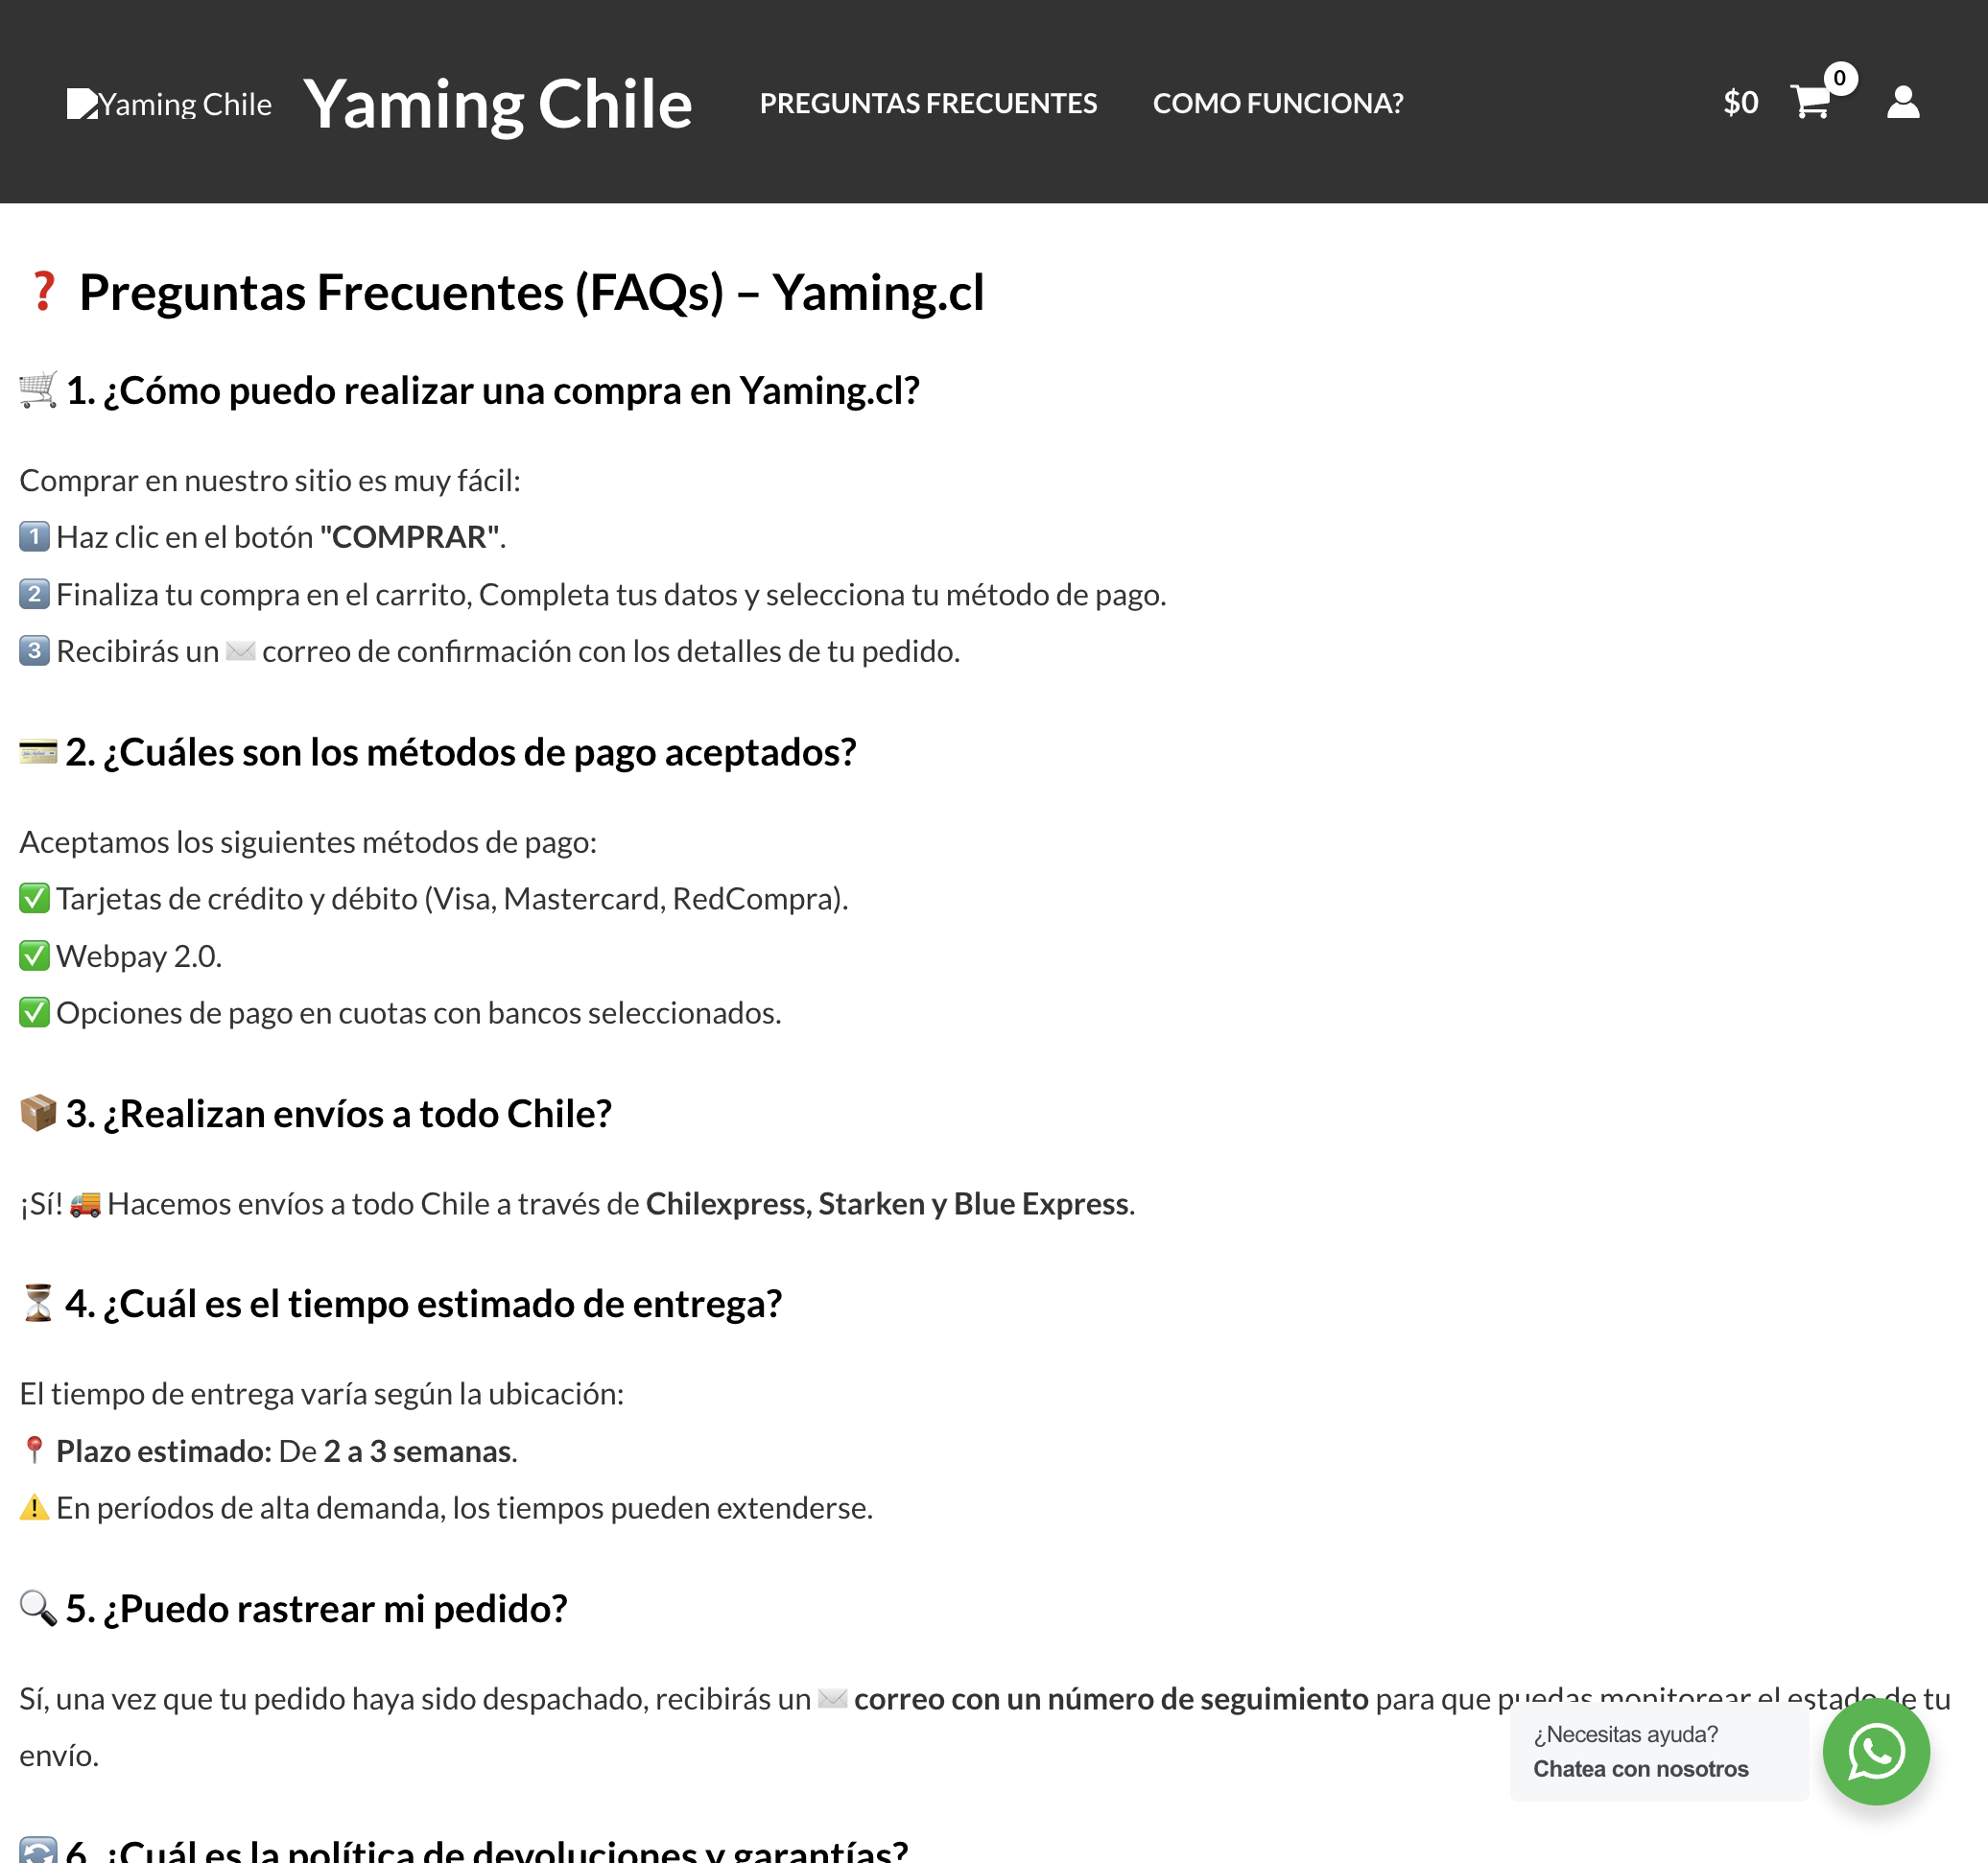 Yaming Chile
Yaming Chile
PREGUNTAS FRECUENTES
COMO FUNCIONA?
$0
0
❓ Preguntas Frecuentes (FAQs) – Yaming.cl
🛒 1. ¿Cómo puedo realizar una compra en Yaming.cl?
Comprar en nuestro sitio es muy fácil:
1️⃣ Haz clic en el botón "COMPRAR".
2️⃣ Finaliza tu compra en el carrito, Completa tus datos y selecciona tu método de pago.
3️⃣ Recibirás un ✉️ correo de confirmación con los detalles de tu pedido.
💳 2. ¿Cuáles son los métodos de pago aceptados?
Aceptamos los siguientes métodos de pago:
✅ Tarjetas de crédito y débito (Visa, Mastercard, RedCompra).
✅ Webpay 2.0.
✅ Opciones de pago en cuotas con bancos seleccionados.
📦 3. ¿Realizan envíos a todo Chile?
¡Sí! 🚚 Hacemos envíos a todo Chile a través de Chilexpress, Starken y Blue Express.
⏳ 4. ¿Cuál es el tiempo estimado de entrega?
El tiempo de entrega varía según la ubicación:
📍 Plazo estimado: De 2 a 3 semanas.
⚠️ En períodos de alta demanda, los tiempos pueden extenderse.
🔍 5. ¿Puedo rastrear mi pedido?
Sí, una vez que tu pedido haya sido despachado, recibirás un ✉️ correo con un número de seguimiento para que puedas monitorear el estado de tu
envío.
¿Necesitas ayuda?
Chatea con nosotros
🔄 6. ¿Cuál es la política de devoluciones y garantías?